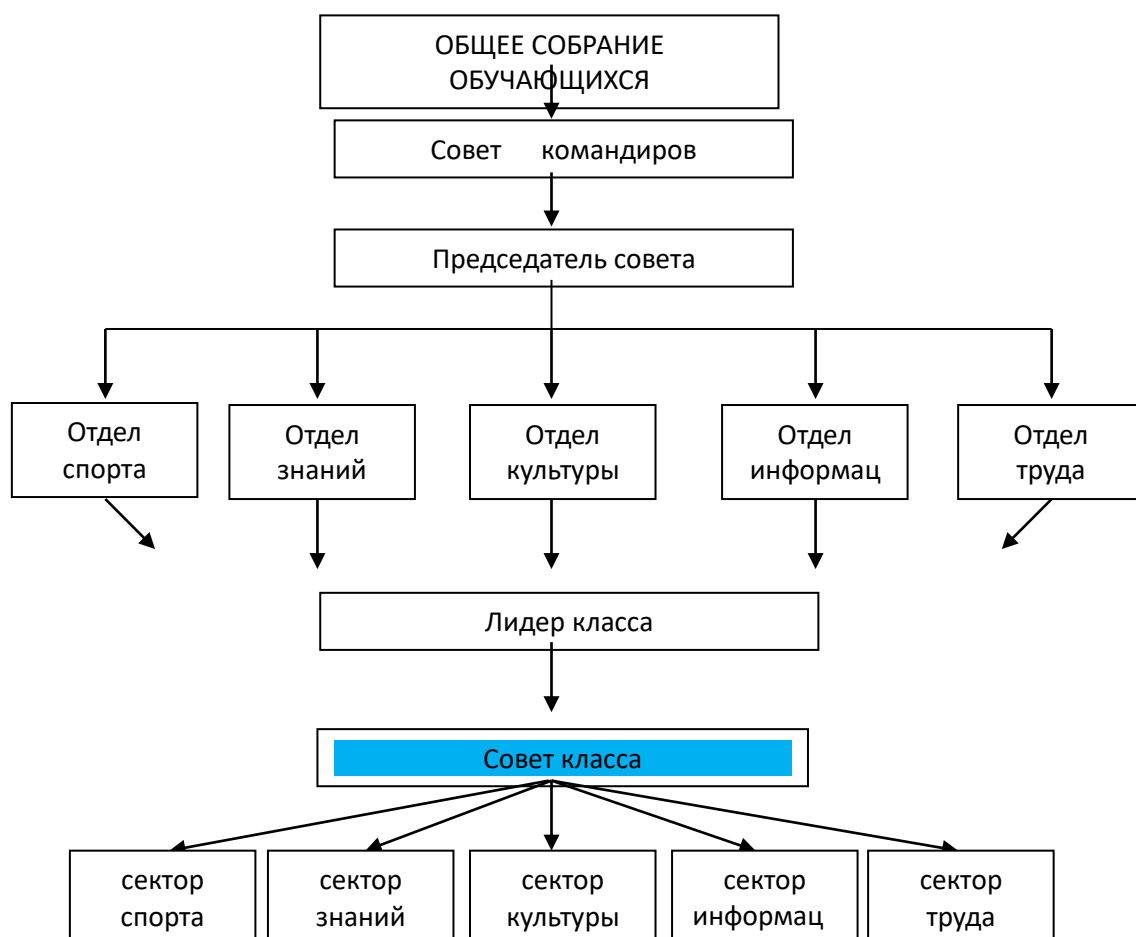 ОБЩЕЕ СОБРАНИЕ
ОБУЧАЮЩИХСЯ
Совет командиров
Председатель совета
Отдел
спорта
Отдел
знаний
Отдел
культуры
Отдел
информац
Отдел
труда
Лидер класса
Совет класса
сектор
спорта
сектор
знаний
сектор
культуры
сектор
информац
сектор
труда